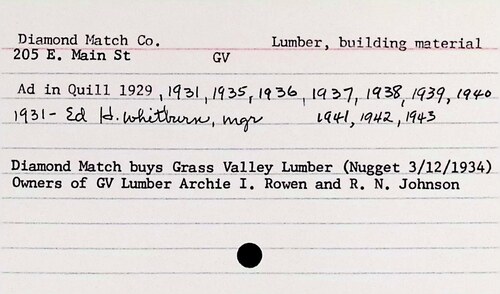 Diamond Match Co. Lumber, building material
205 E. Main St GV
Ad in Quill 1929, 1931, 1935, 1936, 1937, 1938, 1939, 1940
1931- Ed H. Whitburn, mgr 1941, 1942, 1943
Diamond Match buys Grass Valley Lumber (Nugget 3/12/1934)
Owners of GV Lumber Archie I. Rowen and R. N. Johnson